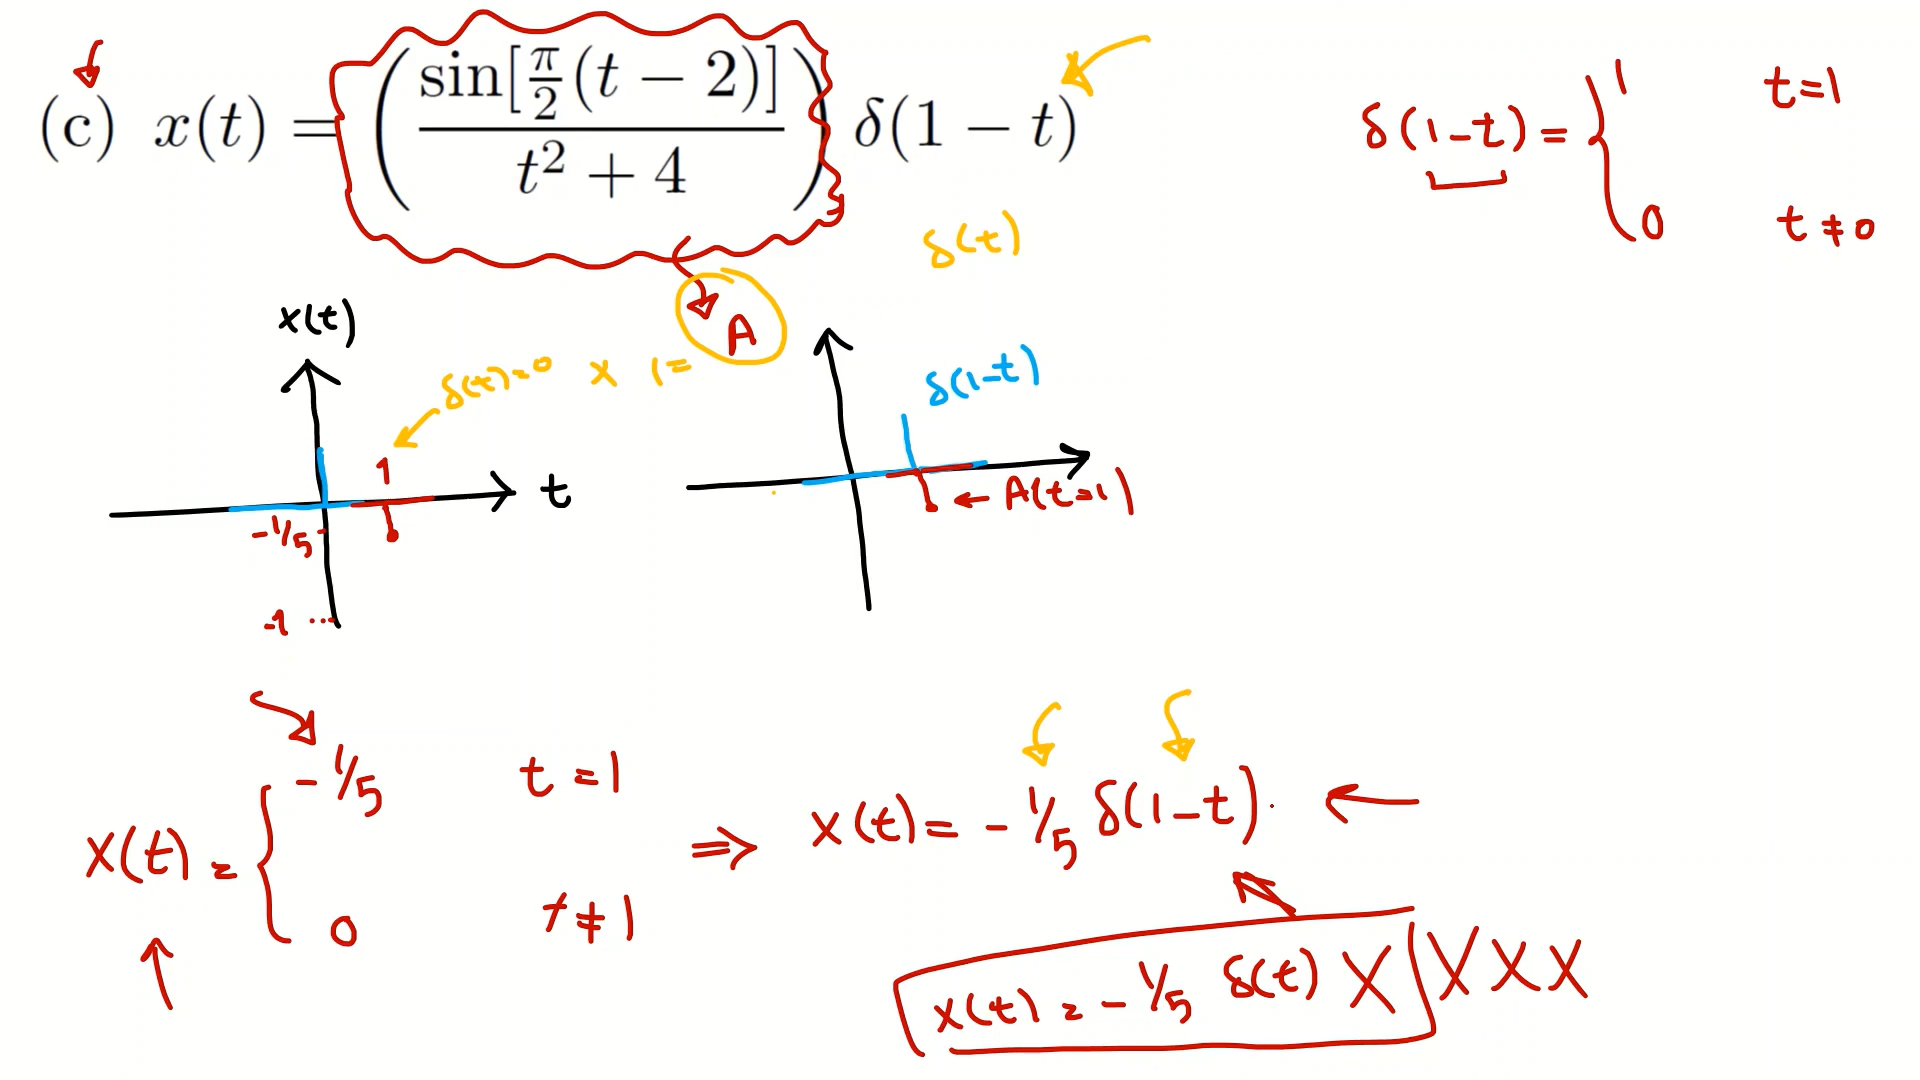 (c) x(t) = ( sin[π/2 (t − 2)] / t² + 4 ) δ(1 − t)
δ(1-t) = { 1 t=1
0 t≠0
δ(t)
A
x(t)
δ(t)=0 x 1=
δ(1-t)
1
t
-1/5
A(t=1)
-1
x(t) = { -1/5 t=1
0 t≠1
⇒ x(t) = -1/5 δ(1-t).
x(t) = -1/5 δ(t) X X X X